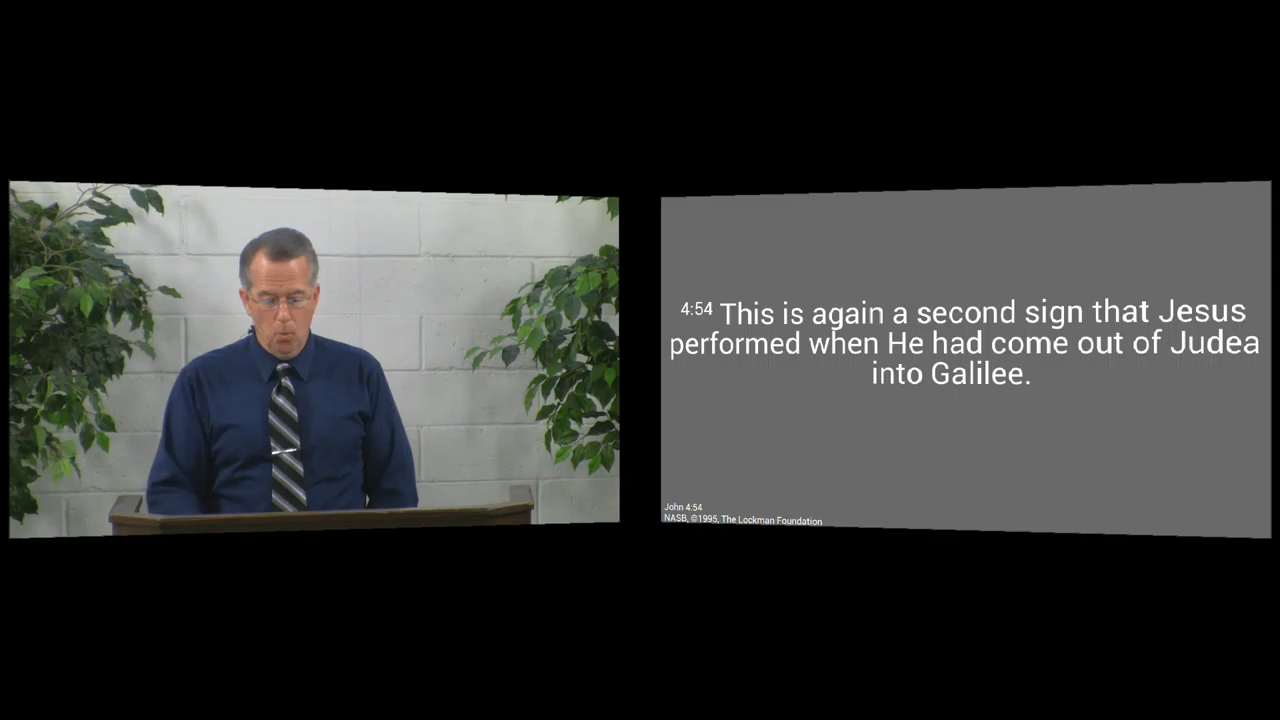 4:54 This is again a second sign that Jesus
performed when He had come out of Judea
into Galilee.
John 4:54
NASB, ©1995, The Lockman Foundation